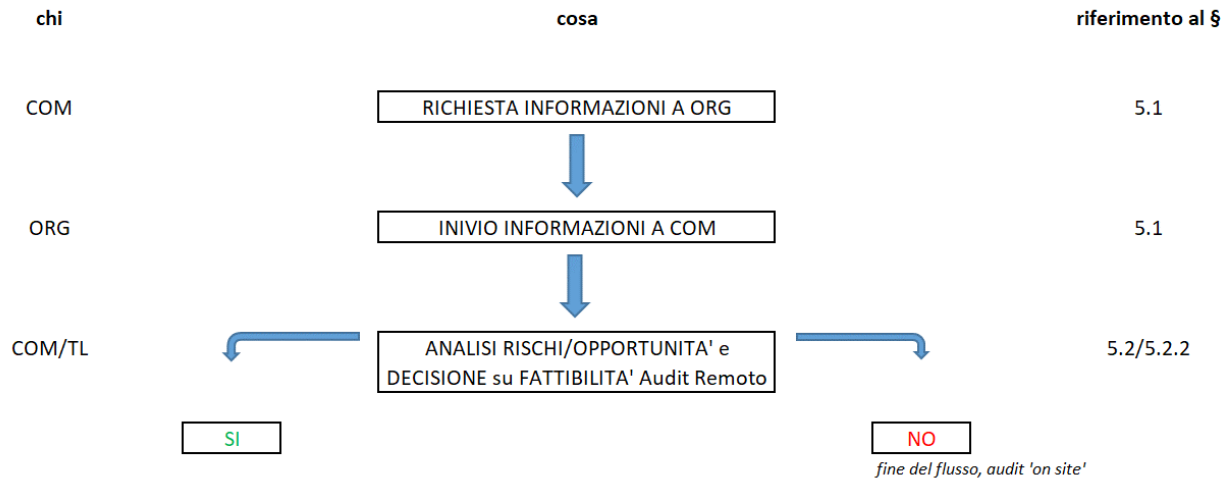 chi cosa riferimento al §
COM RICHIESTA INFORMAZIONI A ORG 5.1
ORG INIVIO INFORMAZIONI A COM 5.1
COM/TL ANALISI RISCHI/OPPORTUNITA' e 5.2/5.2.2
DECISIONE su FATTIBILITA' Audit Remoto
SI NO
fine del flusso, audit 'on site'